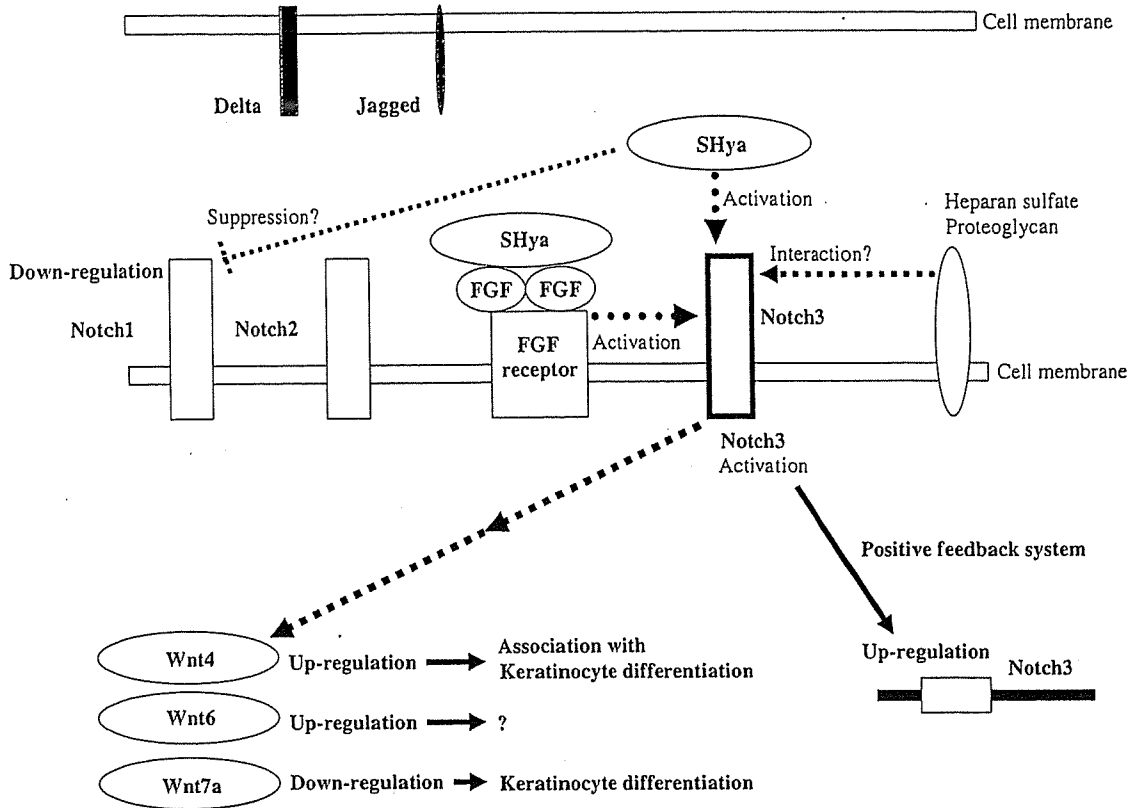 Cell membrane
Delta
Jagged
SHya
Activation
Suppression?
Heparan sulfate
Proteoglycan
SHya
Interaction?
Down-regulation
FGF
FGF
Notch1
Notch2
Notch3
Activation
FGF
receptor
Cell membrane
Notch3
Activation
Positive feedback system
Wnt4
Up-regulation
Association with
Keratinocyte differentiation
Up-regulation
Notch3
Wnt6
Up-regulation
?
Wnt7a
Down-regulation
Keratinocyte differentiation